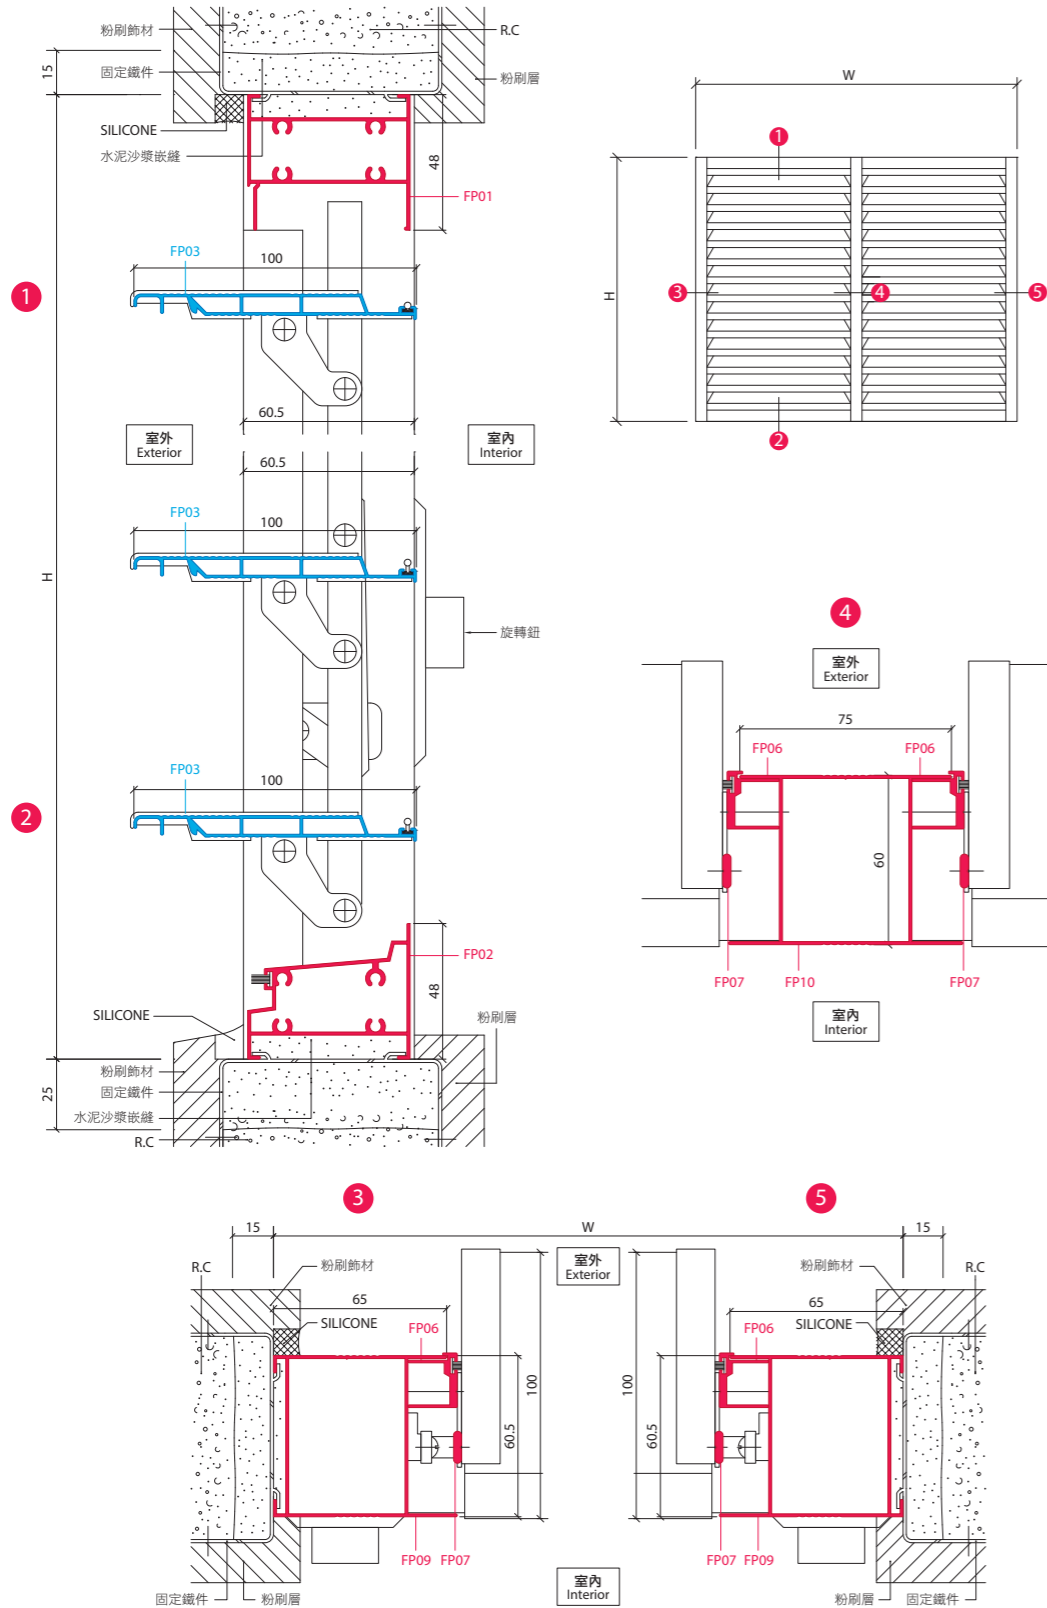 粉刷飾材
R.C
15
固定鐵件
粉刷層
SILICONE
水泥沙漿嵌縫
48
FP01
FP03
100
1
60.5
室外
Exterior
室內
Interior
60.5
FP03
100
H
旋轉鈕
FP03
100
2
FP02
48
SILICONE
粉刷層
粉刷飾材
固定鐵件
25
水泥沙漿嵌縫
R.C
W
1
H
3
4
5
2
4
室外
Exterior
75
FP06
FP06
60
FP07
FP10
FP07
室內
Interior
3
5
15
W
15
R.C
粉刷飾材
室外
Exterior
粉刷飾材
R.C
65
65
SILICONE
SILICONE
FP06
FP06
100
60.5
100
60.5
FP09
FP07
FP07
FP09
室內
Interior
固定鐵件
粉刷層
粉刷層
固定鐵件